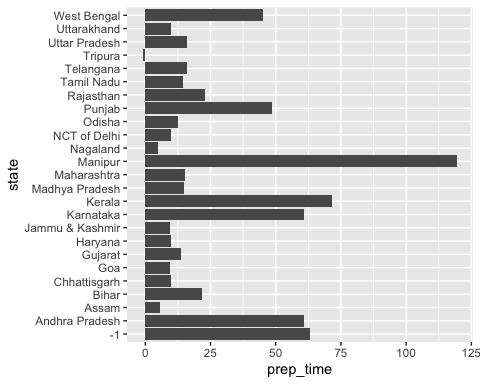 West Bengal
Uttarakhand
Uttar Pradesh
Tripura
Telangana
Tamil Nadu
Rajasthan
Punjab
Odisha
NCT of Delhi
Nagaland
Manipur
Maharashtra
Madhya Pradesh
Kerala
Karnataka
Jammu & Kashmir
Haryana
Gujarat
Goa
Chhattisgarh
Bihar
Assam
Andhra Pradesh
-1
state
0 25 50 75 100 125
prep_time